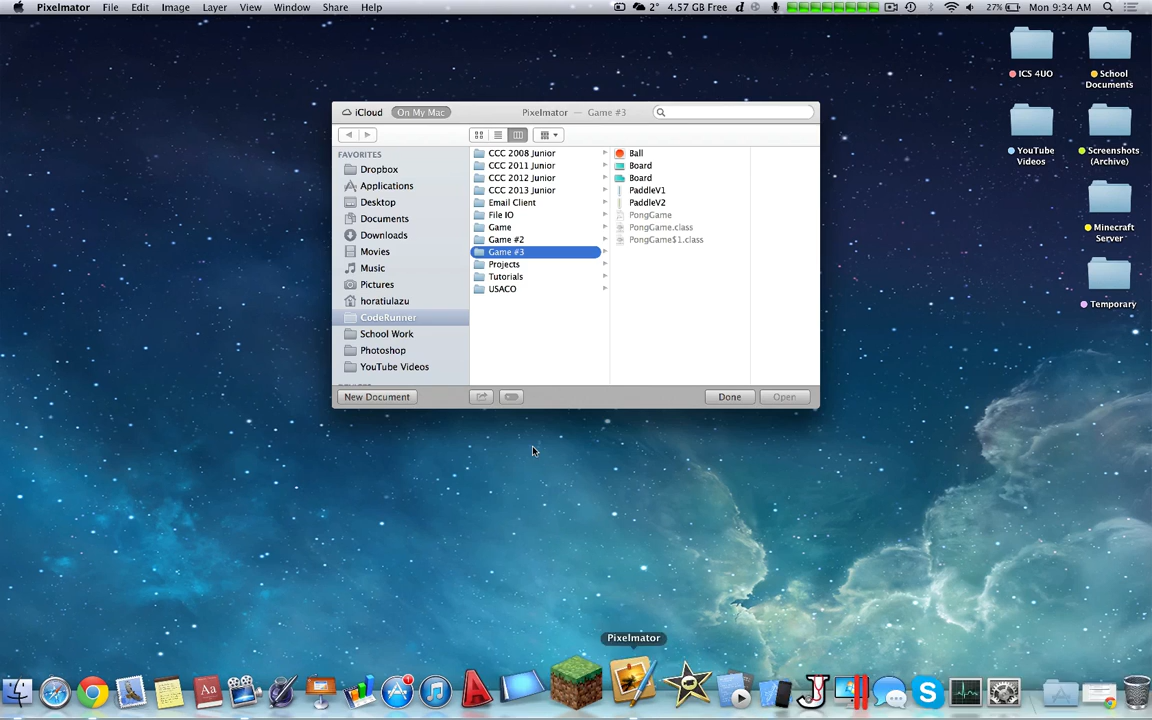 Pixelmator File Edit Image Layer View Window Share Help 2° 4.57 GB Free d 27% Mon 9:34 AM
ICS 4UO
School
Documents
YouTube
Videos
Screenshots
(Archive)
Minecraft
Server
Temporary
iCloud On My Mac Pixelmator — Game #3
FAVORITES
Dropbox
Applications
Desktop
Documents
Downloads
Movies
Music
Pictures
horatiulazu
CodeRunner
School Work
Photoshop
YouTube Videos
CCC 2008 Junior
CCC 2011 Junior
CCC 2012 Junior
CCC 2013 Junior
Email Client
File IO
Game
Game #2
Game #3
Projects
Tutorials
USACO
Ball
Board
Board
PaddleV1
PaddleV2
PongGame
PongGame.class
PongGame$1.class
New Document Done Open
Pixelmator